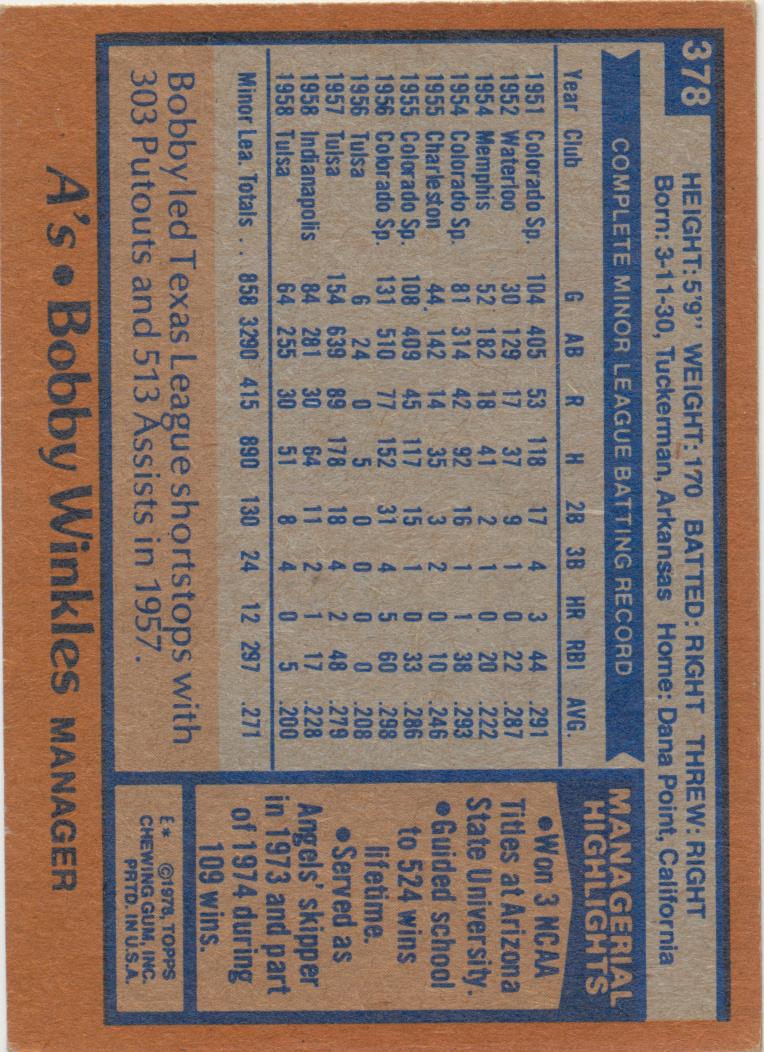 378
HEIGHT: 5'9" WEIGHT: 170 BATTED: RIGHT THREW: RIGHT
Born: 3-11-30, Tuckerman, Arkansas Home: Dana Point, California
COMPLETE MINOR LEAGUE BATTING RECORD
Year Club G AB R H 2B 3B HR RBI AVG.
1951 Colorado Sp. 104 405 53 118 17 4 3 44 .291
1952 Waterloo 30 129 17 37 9 1 0 22 .287
1954 Memphis 52 182 18 41 2 1 0 20 .222
1954 Colorado Sp. 81 314 42 92 16 1 1 38 .293
1955 Charleston 44 142 14 35 3 2 0 10 .246
1955 Colorado Sp. 108 409 45 117 15 1 0 33 .286
1956 Colorado Sp. 131 510 77 152 31 4 5 60 .298
1956 Tulsa 6 24 0 5 0 0 0 0 .208
1957 Tulsa 154 639 89 178 18 4 2 48 .279
1958 Indianapolis 84 281 30 64 11 2 1 17 .228
1958 Tulsa 64 255 30 51 8 4 0 5 .200
Minor Lea. Totals . . 858 3290 415 890 130 24 12 297 .271
Bobby led Texas League shortstops with
303 Putouts and 513 Assists in 1957.
MANAGERIAL
HIGHLIGHTS
•Won 3 NCAA
Titles at Arizona
State University.
•Guided school
to 524 wins
lifetime.
•Served as
Angels' skipper
in 1973 and part
of 1974 during
109 wins.
E* ©1978, TOPPS
CHEWING GUM, INC.
PRTD. IN U.S.A.
A's • Bobby Winkles MANAGER